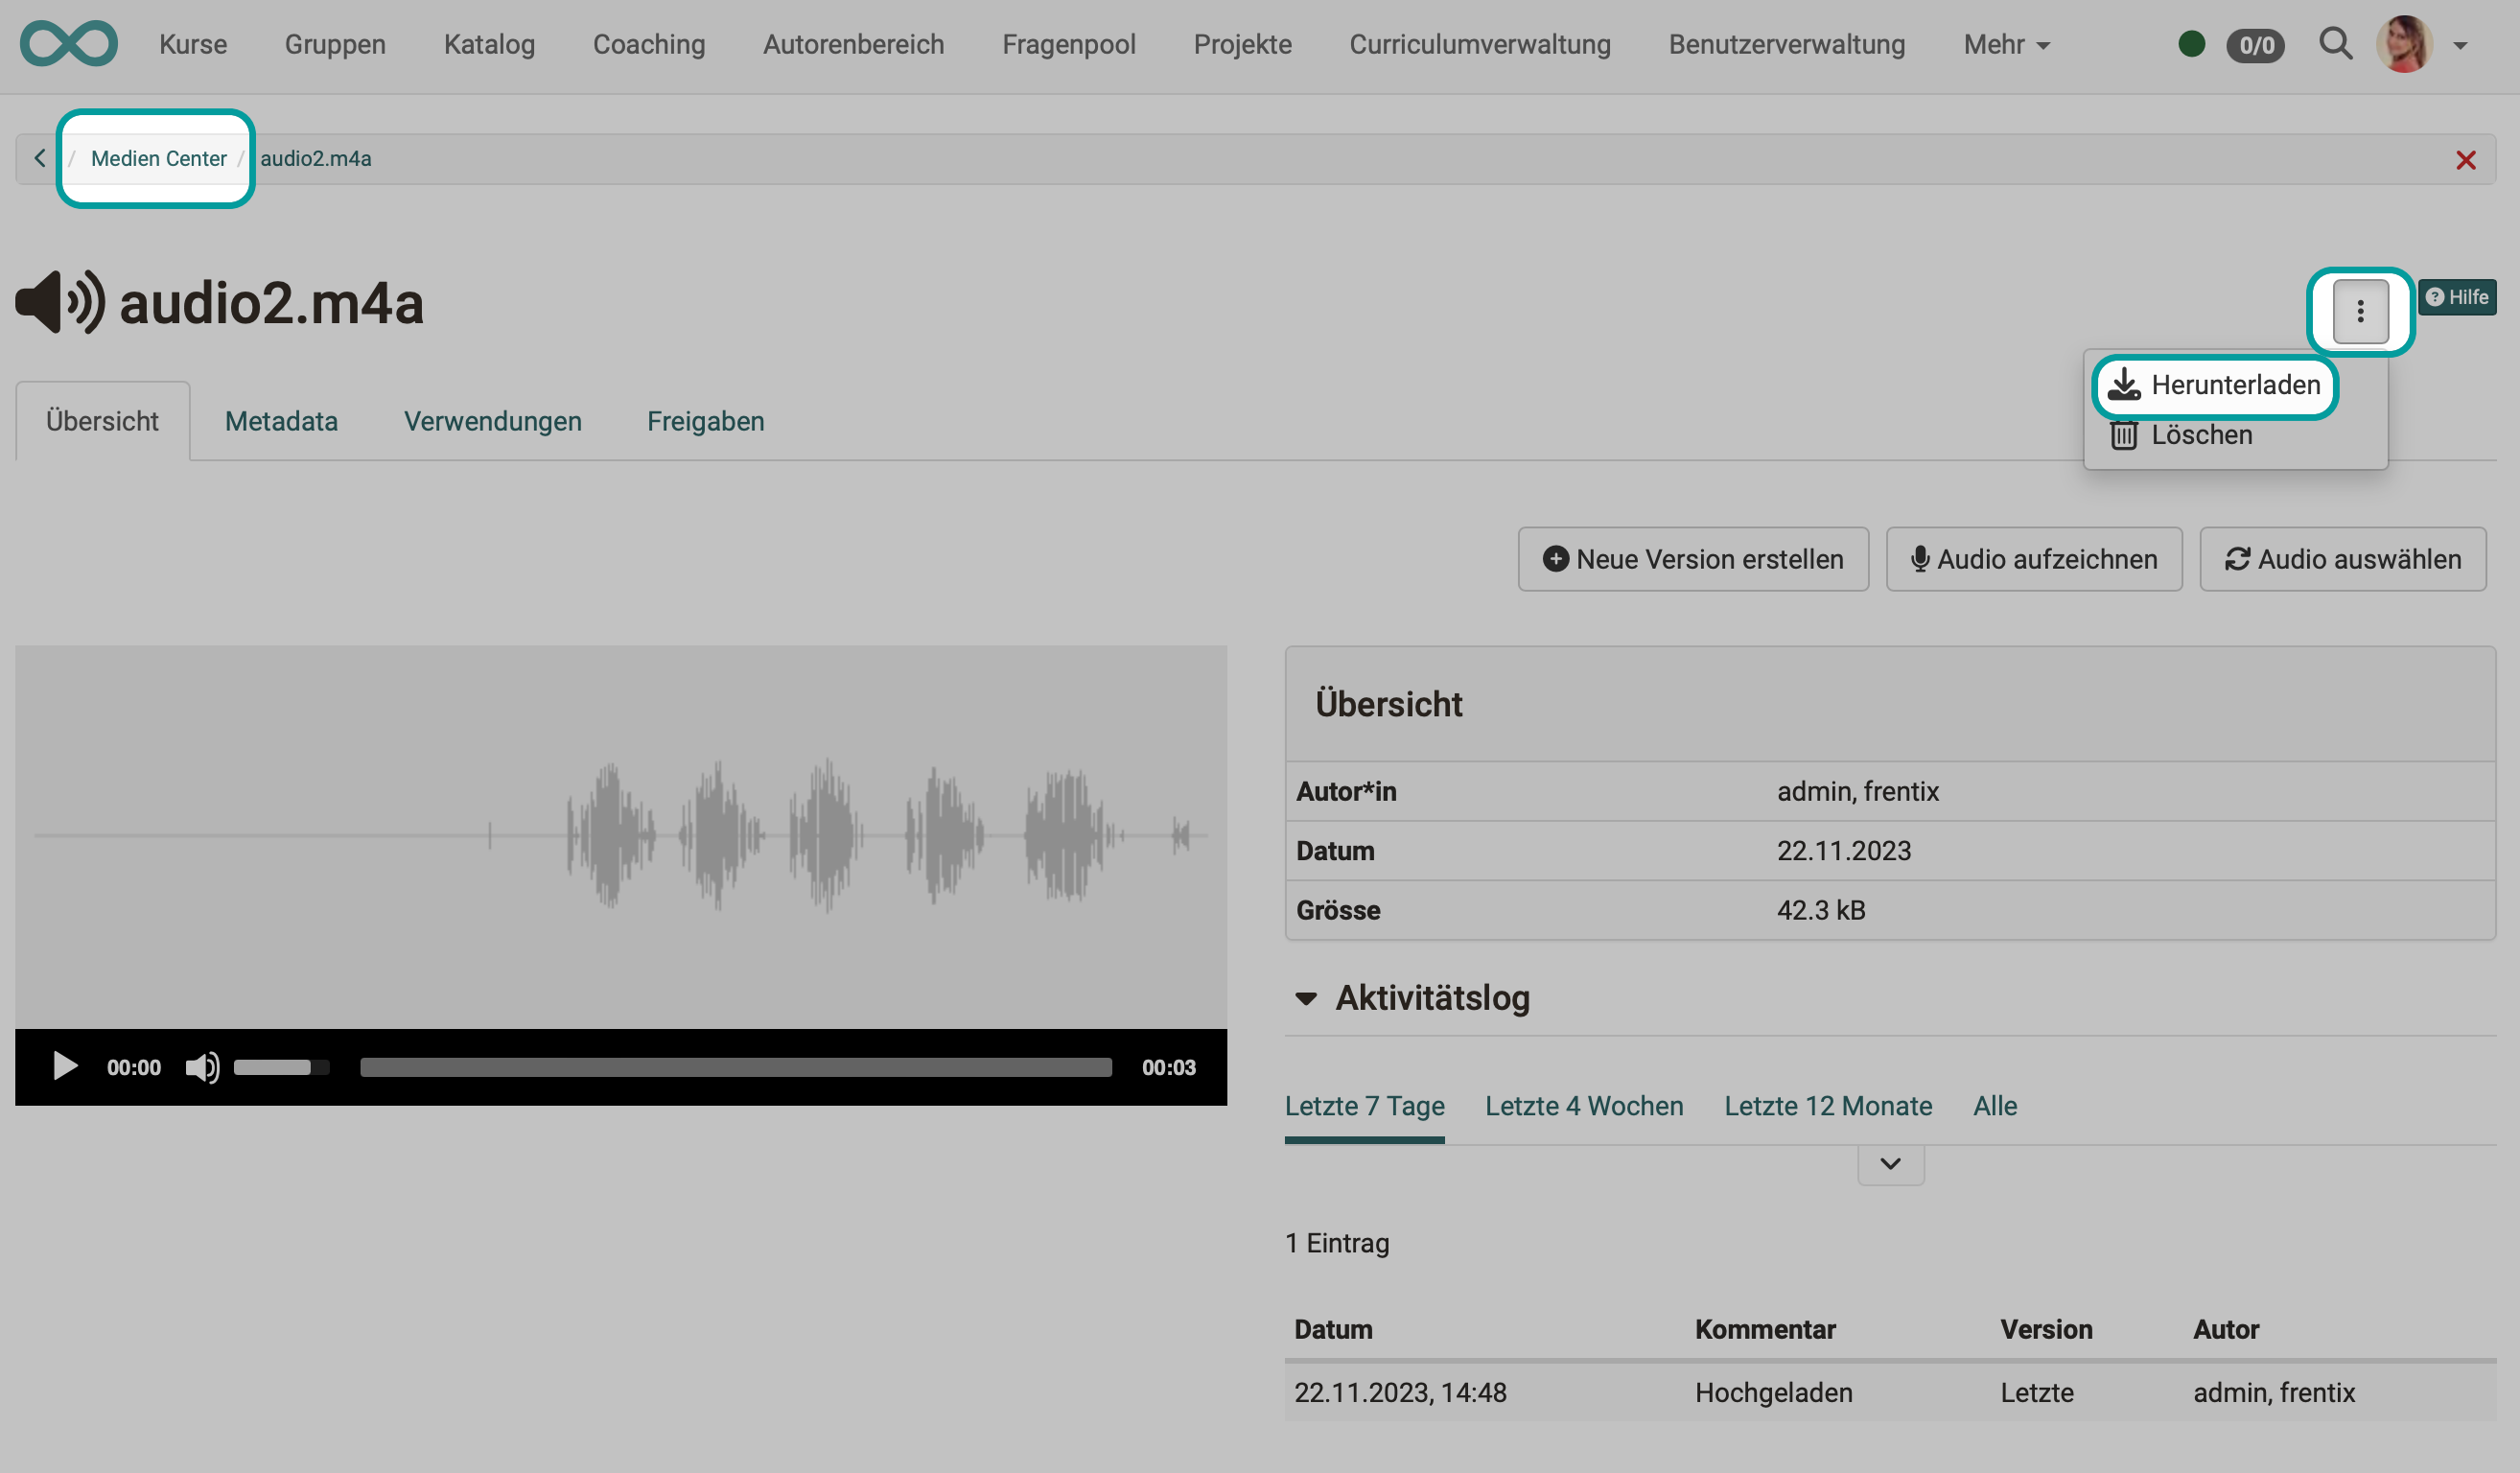 Kurse Gruppen Katalog Coaching Autorenbereich Fragenpool Projekte Curriculumverwaltung Benutzerverwaltung Mehr 0/0
/ Medien Center / audio2.m4a
audio2.m4a
? Hilfe
Herunterladen
Löschen
Übersicht Metadata Verwendungen Freigaben
Neue Version erstellen Audio aufzeichnen Audio auswählen
Übersicht
Autor*in admin, frentix
Datum 22.11.2023
Grösse 42.3 kB
Aktivitätslog
00:00 00:03
Letzte 7 Tage Letzte 4 Wochen Letzte 12 Monate Alle
1 Eintrag
Datum Kommentar Version Autor
22.11.2023, 14:48 Hochgeladen Letzte admin, frentix